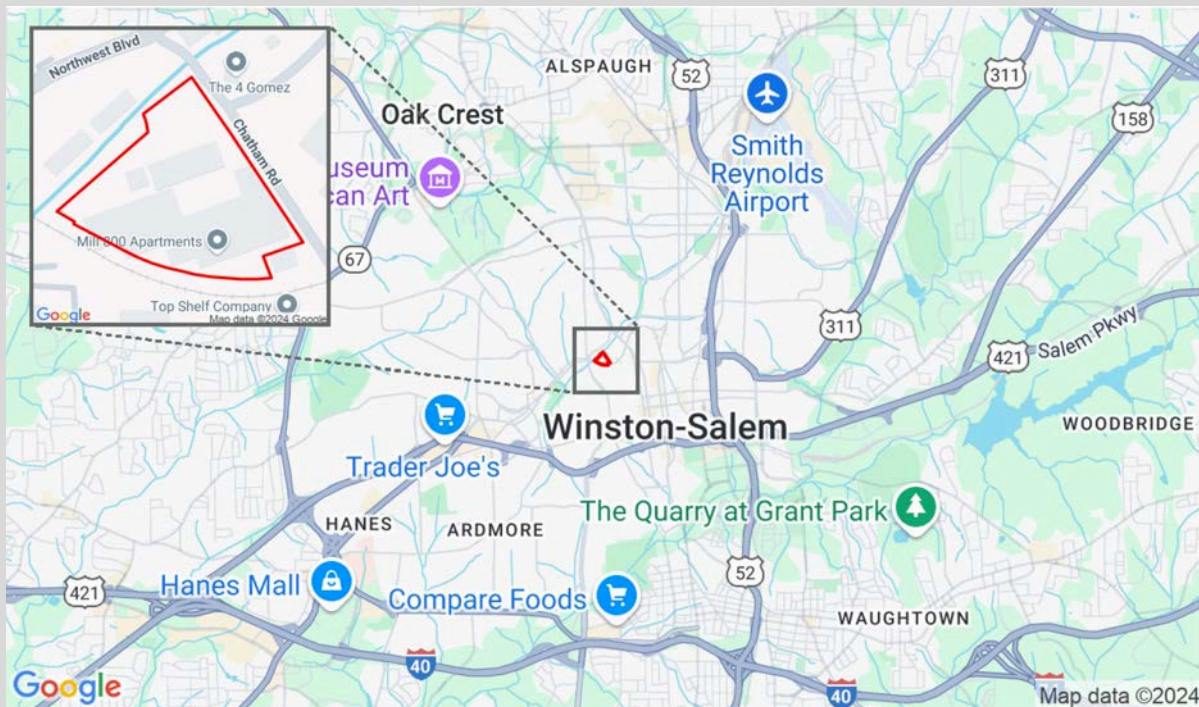 Northwest Blvd
The 4 Gomez
Chatham Rd
Mill 800 Apartments
Top Shelf Company
Google
Map data ©2024 Google
ALSPAUGH
52
311
158
Oak Crest
useum
can Art
Smith
Reynolds
Airport
67
311
421
Salem Pkwy
Winston-Salem
WOODBRIDGE
Trader Joe's
The Quarry at Grant Park
HANES
ARDMORE
421
Hanes Mall
Compare Foods
52
WAUGHTOWN
40
40
Google
Map data ©2024